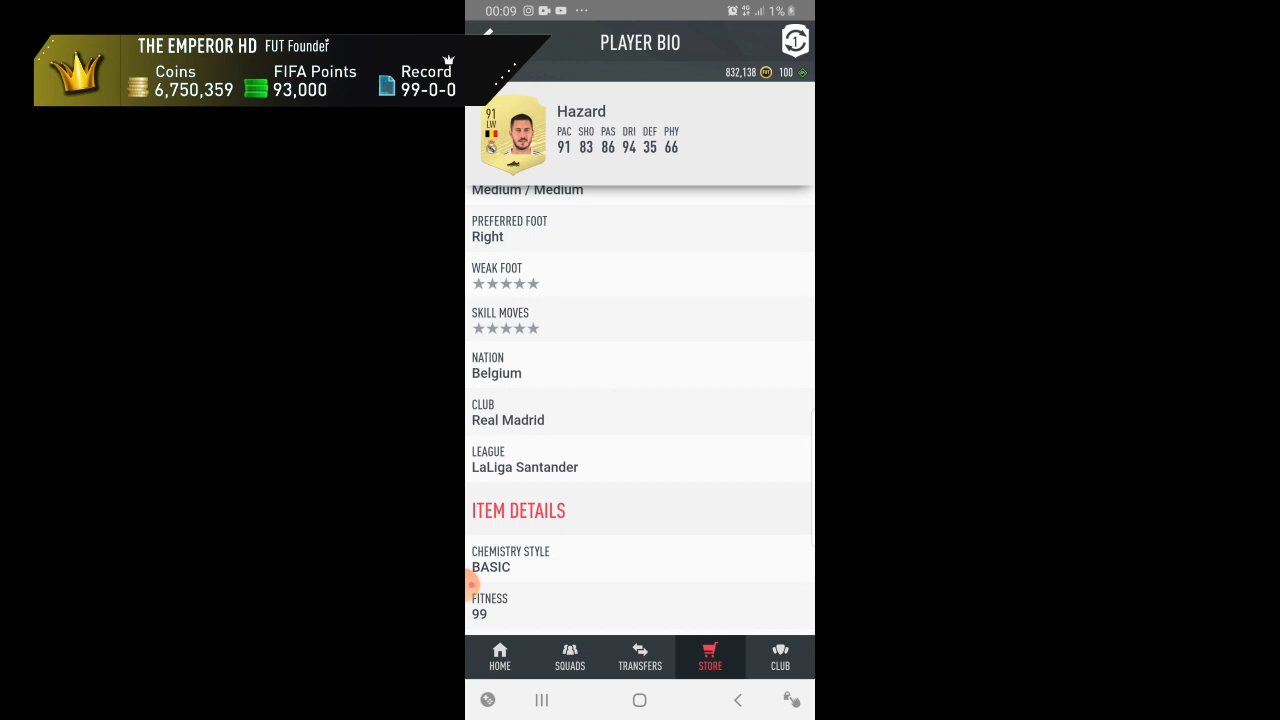 00:09
4G
1%
THE EMPEROR HD FUT Founder
Coins
6,750,359
FIFA Points
93,000
Record
99-0-0
PLAYER BIO
1
832,138 100
91
LW
Hazard
PAC SHO PAS DRI DEF PHY
91 83 86 94 35 66
Medium / Medium
PREFERRED FOOT
Right
WEAK FOOT
★★★★★
SKILL MOVES
★★★★★
NATION
Belgium
CLUB
Real Madrid
LEAGUE
LaLiga Santander
ITEM DETAILS
CHEMISTRY STYLE
BASIC
FITNESS
99
HOME SQUADS TRANSFERS STORE CLUB